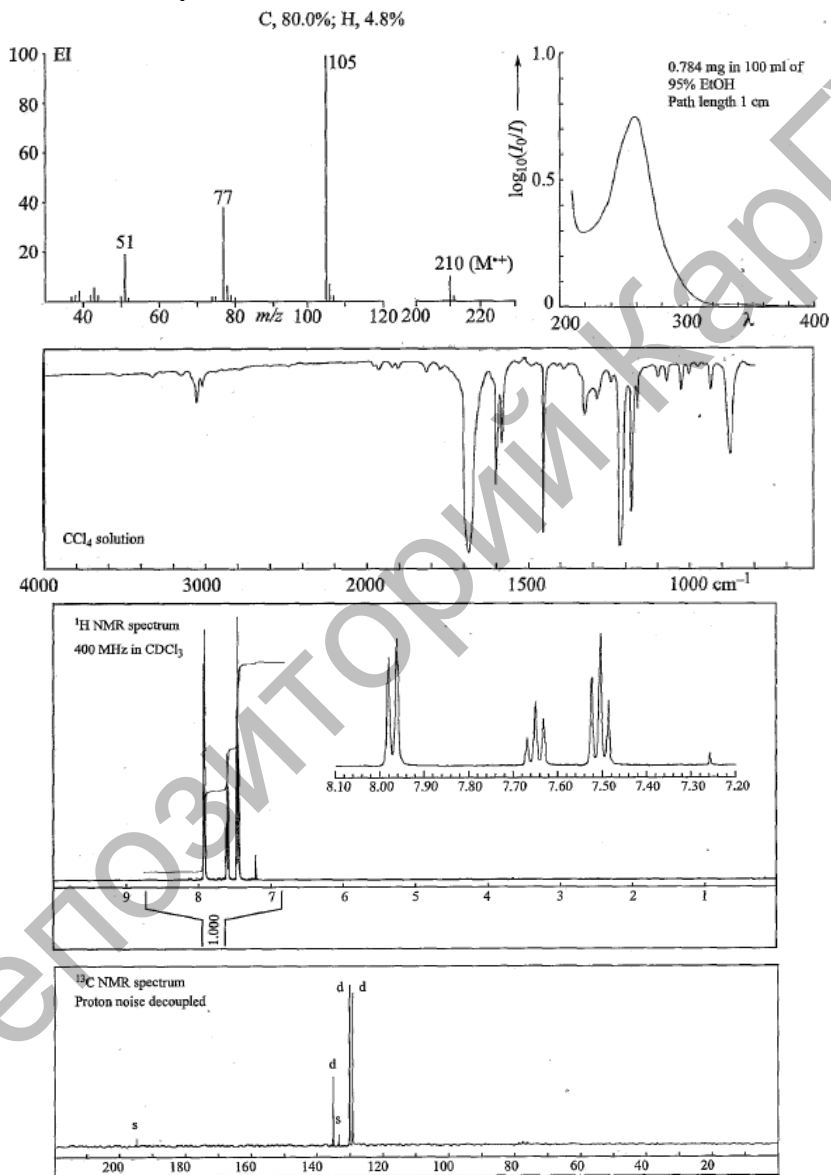 C, 80.0%; H, 4.8%
EI
100
80
60
40
20
51
77
105
210 (M•+)
40 60 80 m/z 100 120 200 220
log10(I0/I)
1.0
0.5
0
200 300 λ 400
0.784 mg in 100 ml of
95% EtOH
Path length 1 cm
CCl4 solution
4000 3000 2000 1500 1000 cm–1
1H NMR spectrum
400 MHz in CDCl3
8.10 8.00 7.90 7.80 7.70 7.60 7.50 7.40 7.30 7.20
9 8 7 6 5 4 3 2 1
1.000
13C NMR spectrum
Proton noise decoupled
s d s d d
200 180 160 140 120 100 80 60 40 20
епозиторий КарГ